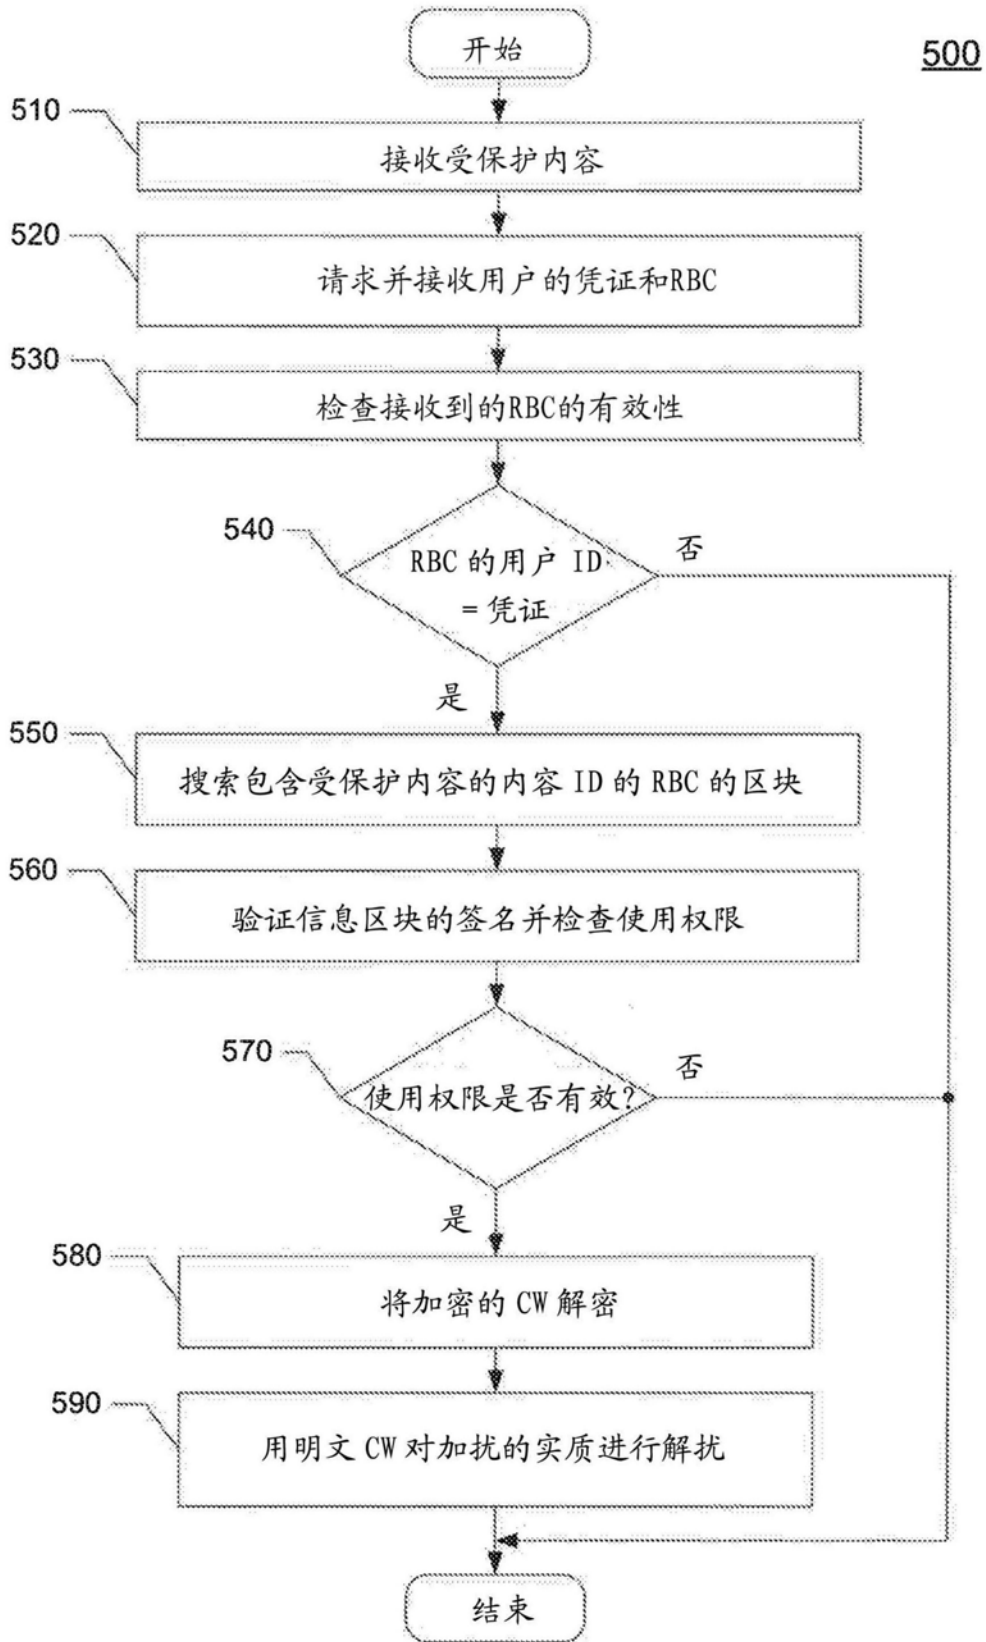 开始
500
510
接收受保护内容
520
请求并接收用户的凭证和RBC
530
检查接收到的RBC的有效性
540
RBC 的用户 ID
= 凭证
否
是
550
搜索包含受保护内容的内容 ID 的 RBC 的区块
560
验证信息区块的签名并检查使用权限
570
使用权限是否有效?
否
是
580
将加密的 CW 解密
590
用明文 CW 对加扰的实质进行解扰
结束